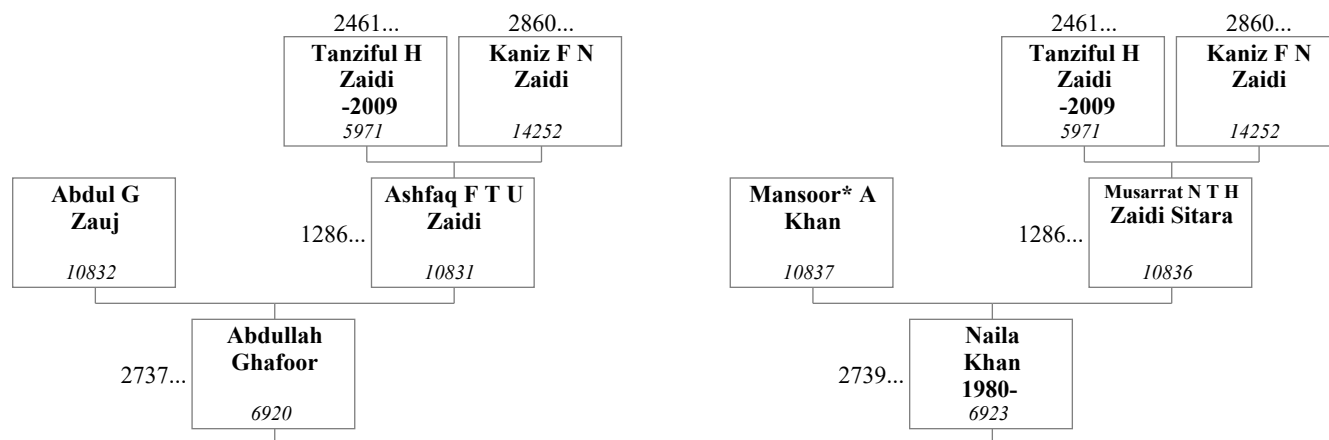 2461... 2860... 2461... 2860...
Tanziful H Zaidi -2009 5971
Kaniz F N Zaidi 14252
Tanziful H Zaidi -2009 5971
Kaniz F N Zaidi 14252
Abdul G Zauj 10832
1286...
Ashfaq F T U Zaidi 10831
Mansoor* A Khan 10837
1286...
Musarrat N T H Zaidi Sitara 10836
2737...
Abdullah Ghafoor 6920
2739...
Naila Khan 1980- 6923